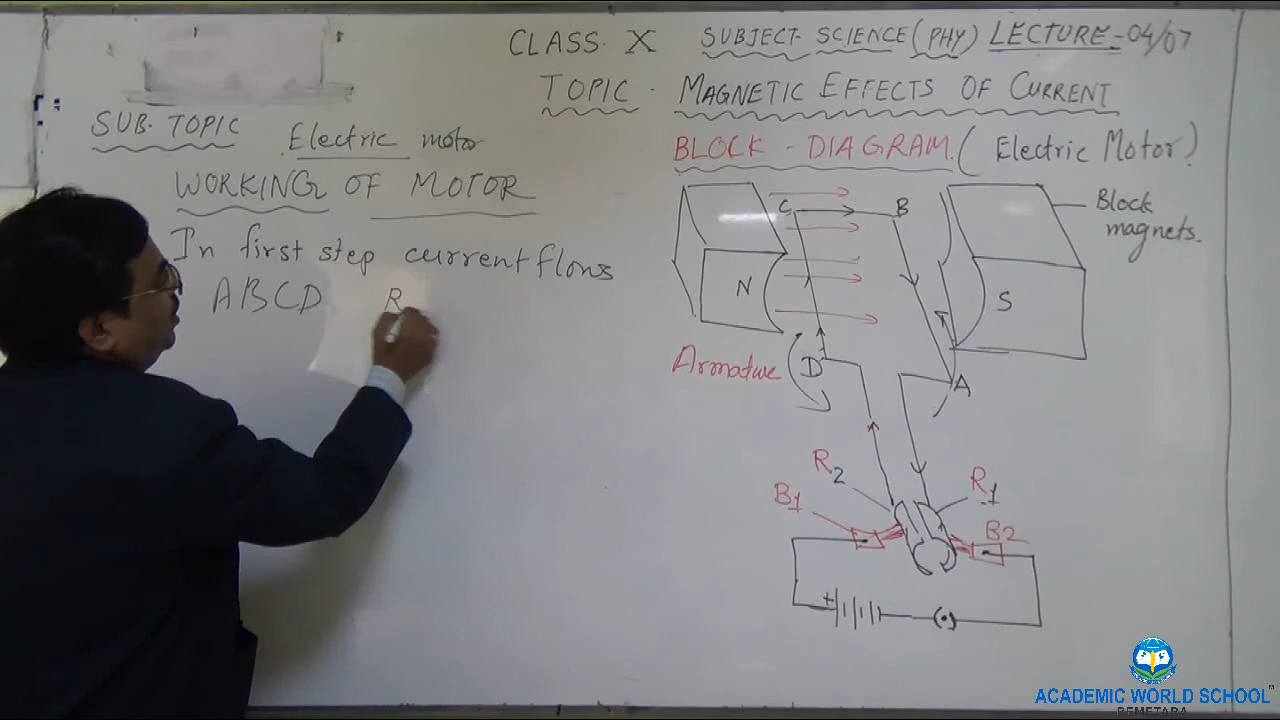 CLASS X SUBJECT- SCIENCE (PHY) LECTURE - 04/07
TOPIC - MAGNETIC EFFECTS OF CURRENT
SUB. TOPIC Electric motor
WORKING OF MOTOR
In first step current flows
ABCD R
BLOCK - DIAGRAM (Electric Motor)
Block
magnets.
C B
N S
Armature D A
R2 R1
B1 B2
+
ACADEMIC WORLD SCHOOL™
BEMETARA